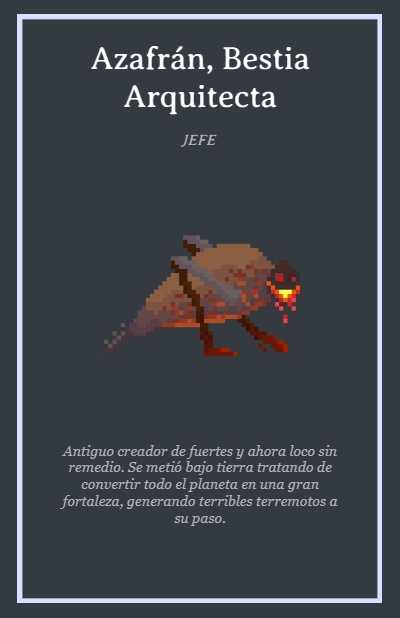 Azafrán, Bestia
Arquitecta
JEFE
Antiguo creador de fuertes y ahora loco sin
remedio. Se metió bajo tierra tratando de
convertir todo el planeta en una gran
fortaleza, generando terribles terremotos a
su paso.